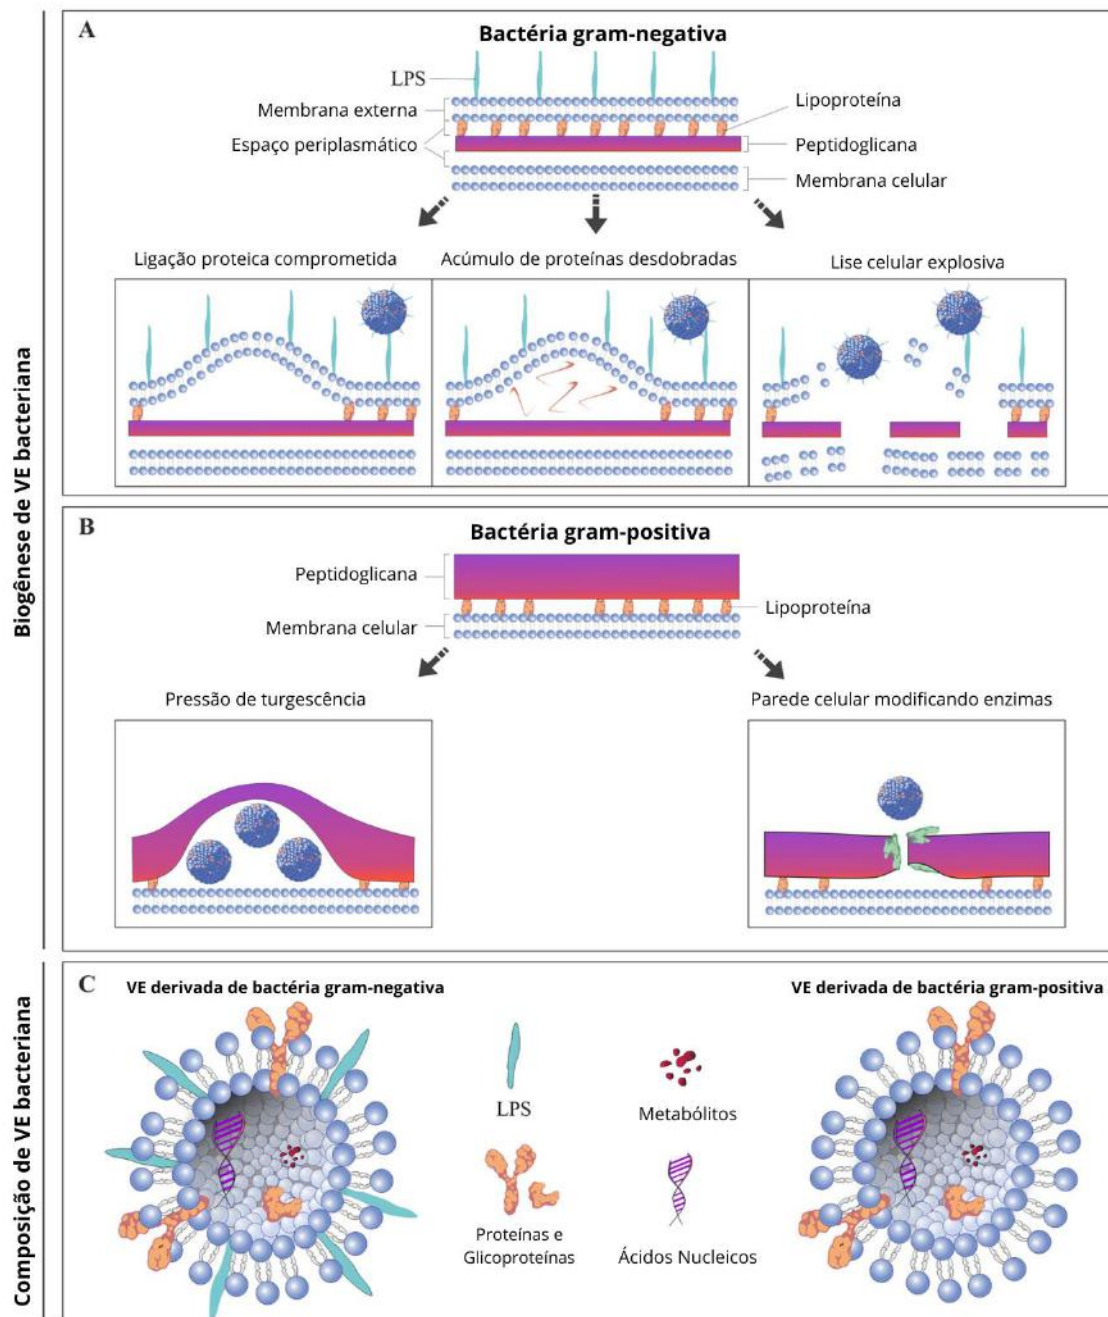 A
Bactéria gram-negativa
LPS
Membrana externa
Espaço periplasmático
Lipoproteína
Peptidoglicana
Membrana celular
Ligação proteica comprometida
Acúmulo de proteínas desdobradas
Lise celular explosiva
Biogênese de VE bacteriana
B
Bactéria gram-positiva
Peptidoglicana
Membrana celular
Lipoproteína
Pressão de turgescência
Parede celular modificando enzimas
C
VE derivada de bactéria gram-negativa
VE derivada de bactéria gram-positiva
LPS
Metabólitos
Proteínas e
Glicoproteínas
Ácidos Nucleicos
Composição de VE bacteriana